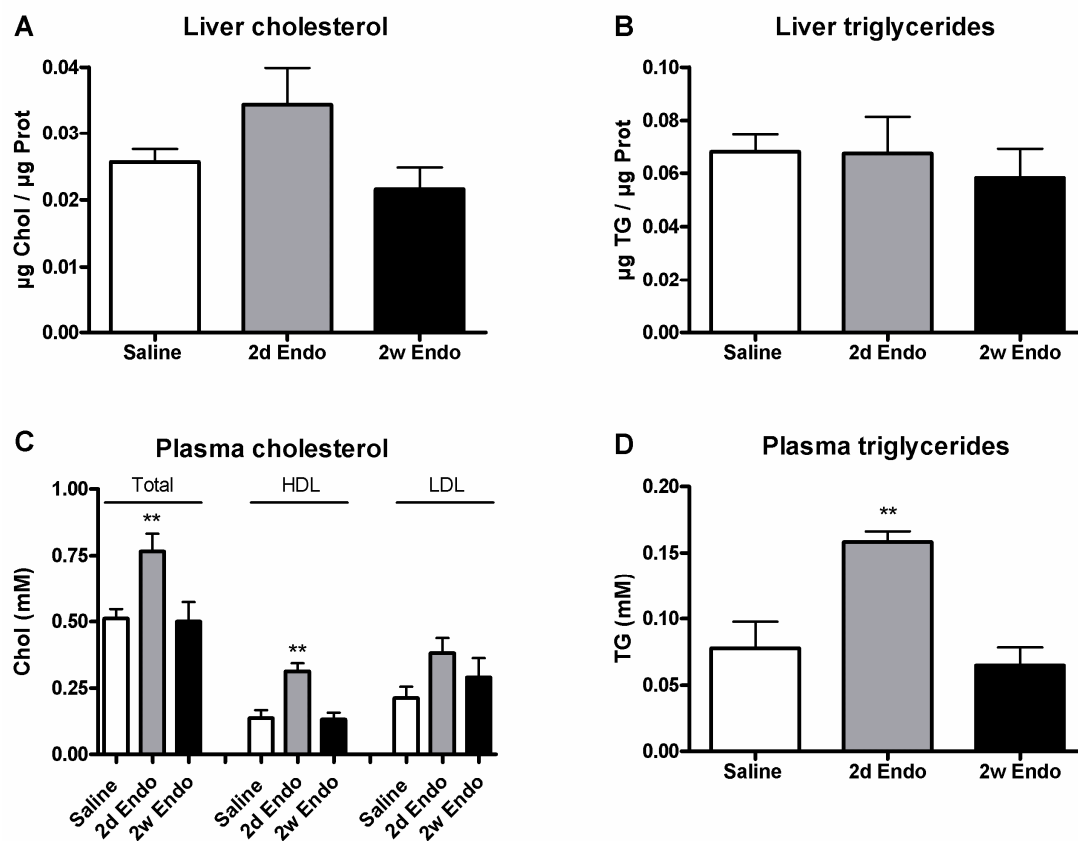 A
Liver cholesterol
µg Chol / µg Prot
0.04
0.03
0.02
0.01
0.00
Saline 2d Endo 2w Endo
B
Liver triglycerides
µg TG / µg Prot
0.10
0.08
0.06
0.04
0.02
0.00
Saline 2d Endo 2w Endo
C
Plasma cholesterol
Chol (mM)
1.00
0.75
0.50
0.25
0.00
Total HDL LDL
**
**
Saline 2d Endo 2w Endo Saline 2d Endo 2w Endo Saline 2d Endo 2w Endo
D
Plasma triglycerides
TG (mM)
0.20
0.15
0.10
0.05
0.00
**
Saline 2d Endo 2w Endo